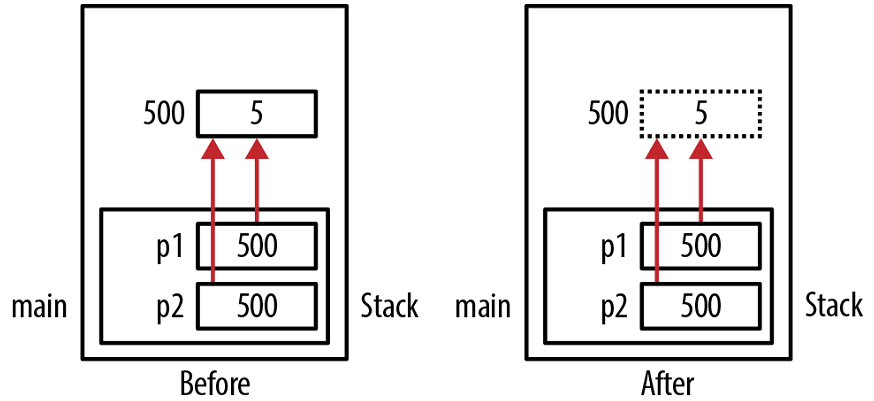 500 5
p1 500
main p2 500 Stack
Before
500 5
p1 500
main p2 500 Stack
After